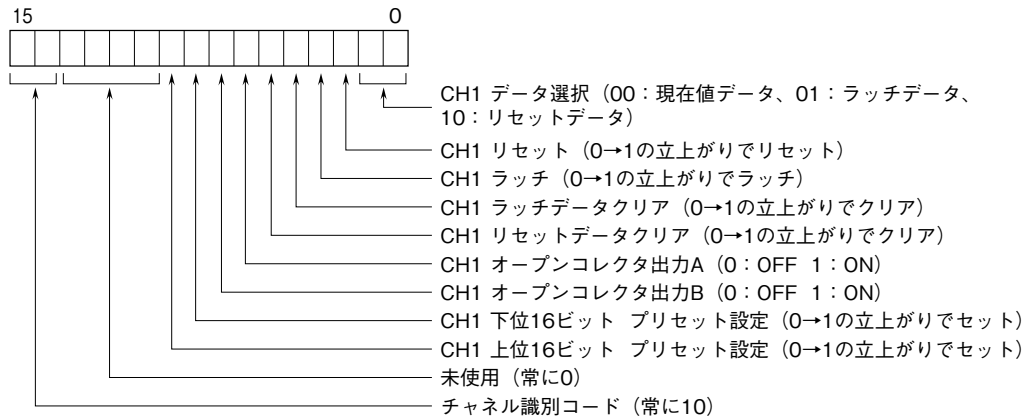 15 0
CH1 データ選択（00：現在値データ、01：ラッチデータ、
10：リセットデータ）
CH1 リセット（0→1の立上がりでリセット）
CH1 ラッチ（0→1の立上がりでラッチ）
CH1 ラッチデータクリア（0→1の立上がりでクリア）
CH1 リセットデータクリア（0→1の立上がりでクリア）
CH1 オープンコレクタ出力A（0：OFF 1：ON）
CH1 オープンコレクタ出力B（0：OFF 1：ON）
CH1 下位16ビット プリセット設定（0→1の立上がりでセット）
CH1 上位16ビット プリセット設定（0→1の立上がりでセット）
未使用（常に0）
チャネル識別コード（常に10）